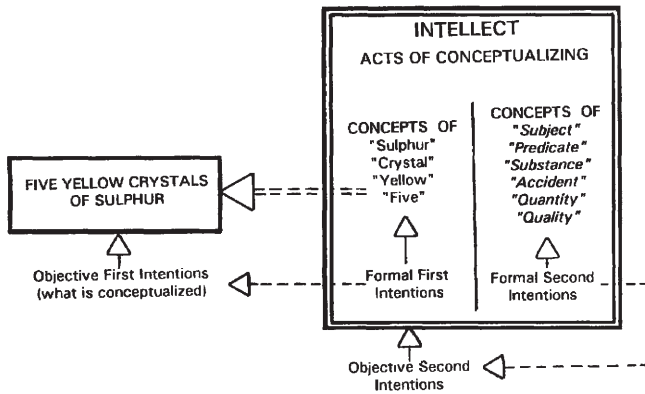 INTELLECT
ACTS OF CONCEPTUALIZING
CONCEPTS OF
"Sulphur"
"Crystal"
"Yellow"
"Five"
CONCEPTS OF
"Subject"
"Predicate"
"Substance"
"Accident"
"Quantity"
"Quality"
FIVE YELLOW CRYSTALS
OF SULPHUR
Objective First Intentions
(what is conceptualized)
Formal First
Intentions
Formal Second
Intentions
Objective Second
Intentions